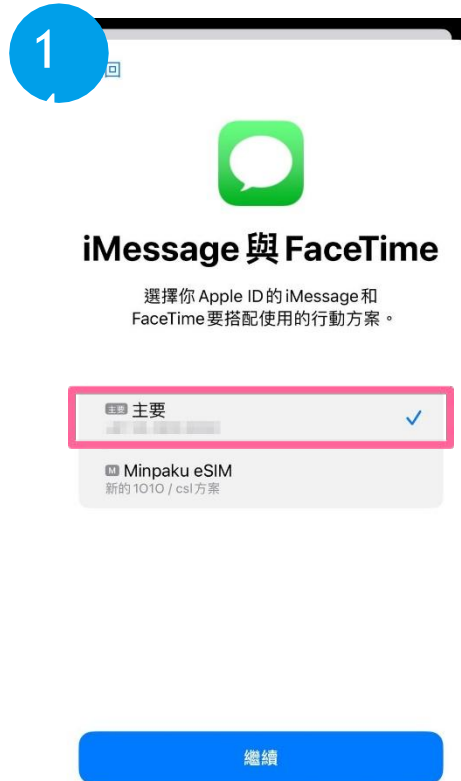 1
回
iMessage 與 FaceTime
選擇你 Apple ID 的 iMessage 和
FaceTime 要搭配使用的行動方案。
主要 主要
M Minpaku eSIM
新的 1010 / csl 方案
繼續